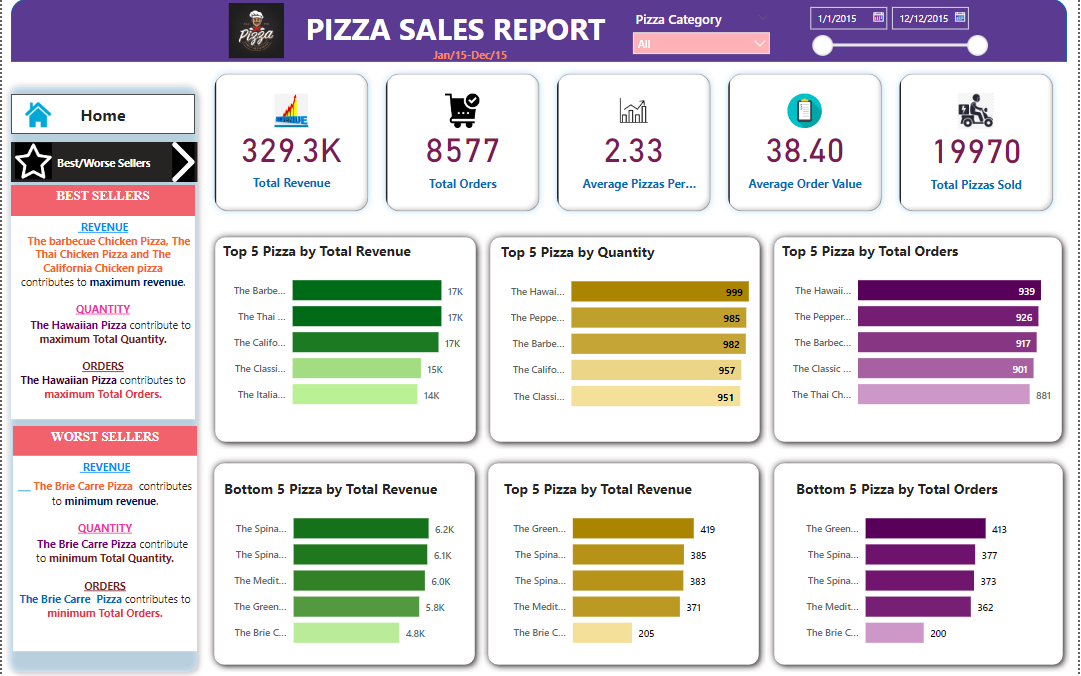 Pizza
PIZZA SALES REPORT
Jan/15-Dec/15
Pizza Category
All
1/1/2015
12/12/2015
Home
Best/Worse Sellers
BEST SELLERS
REVENUE
The barbecue Chicken Pizza, The
Thai Chicken Pizza and The
California Chicken pizza
contributes to maximum revenue.
QUANTITY
The Hawaiian Pizza contribute to
maximum Total Quantity.
ORDERS
The Hawaiian Pizza contributes to
maximum Total Orders.
WORST SELLERS
REVENUE
The Brie Carre Pizza contributes
to minimum revenue.
QUANTITY
The Brie Carre Pizza contribute
to minimum Total Quantity.
ORDERS
The Brie Carre Pizza contributes to
minimum Total Orders.
329.3K
Total Revenue
8577
Total Orders
2.33
Average Pizzas Per...
38.40
Average Order Value
19970
Total Pizzas Sold
Top 5 Pizza by Total Revenue
The Barbe... 17K
The Thai ... 17K
The Califo... 17K
The Classi... 15K
The Italia... 14K
Top 5 Pizza by Quantity
The Hawai... 999
The Peppe... 985
The Barbe... 982
The Califo... 957
The Classi... 951
Top 5 Pizza by Total Orders
The Hawaii... 939
The Pepper... 926
The Barbec... 917
The Classic ... 901
The Thai Ch... 881
Bottom 5 Pizza by Total Revenue
The Spina... 6.2K
The Spina... 6.1K
The Medit... 6.0K
The Green... 5.8K
The Brie C... 4.8K
Top 5 Pizza by Total Revenue
The Green... 419
The Spina... 385
The Spina... 383
The Medit... 371
The Brie C... 205
Bottom 5 Pizza by Total Orders
The Green... 413
The Spina... 377
The Spina... 373
The Medit... 362
The Brie C... 200